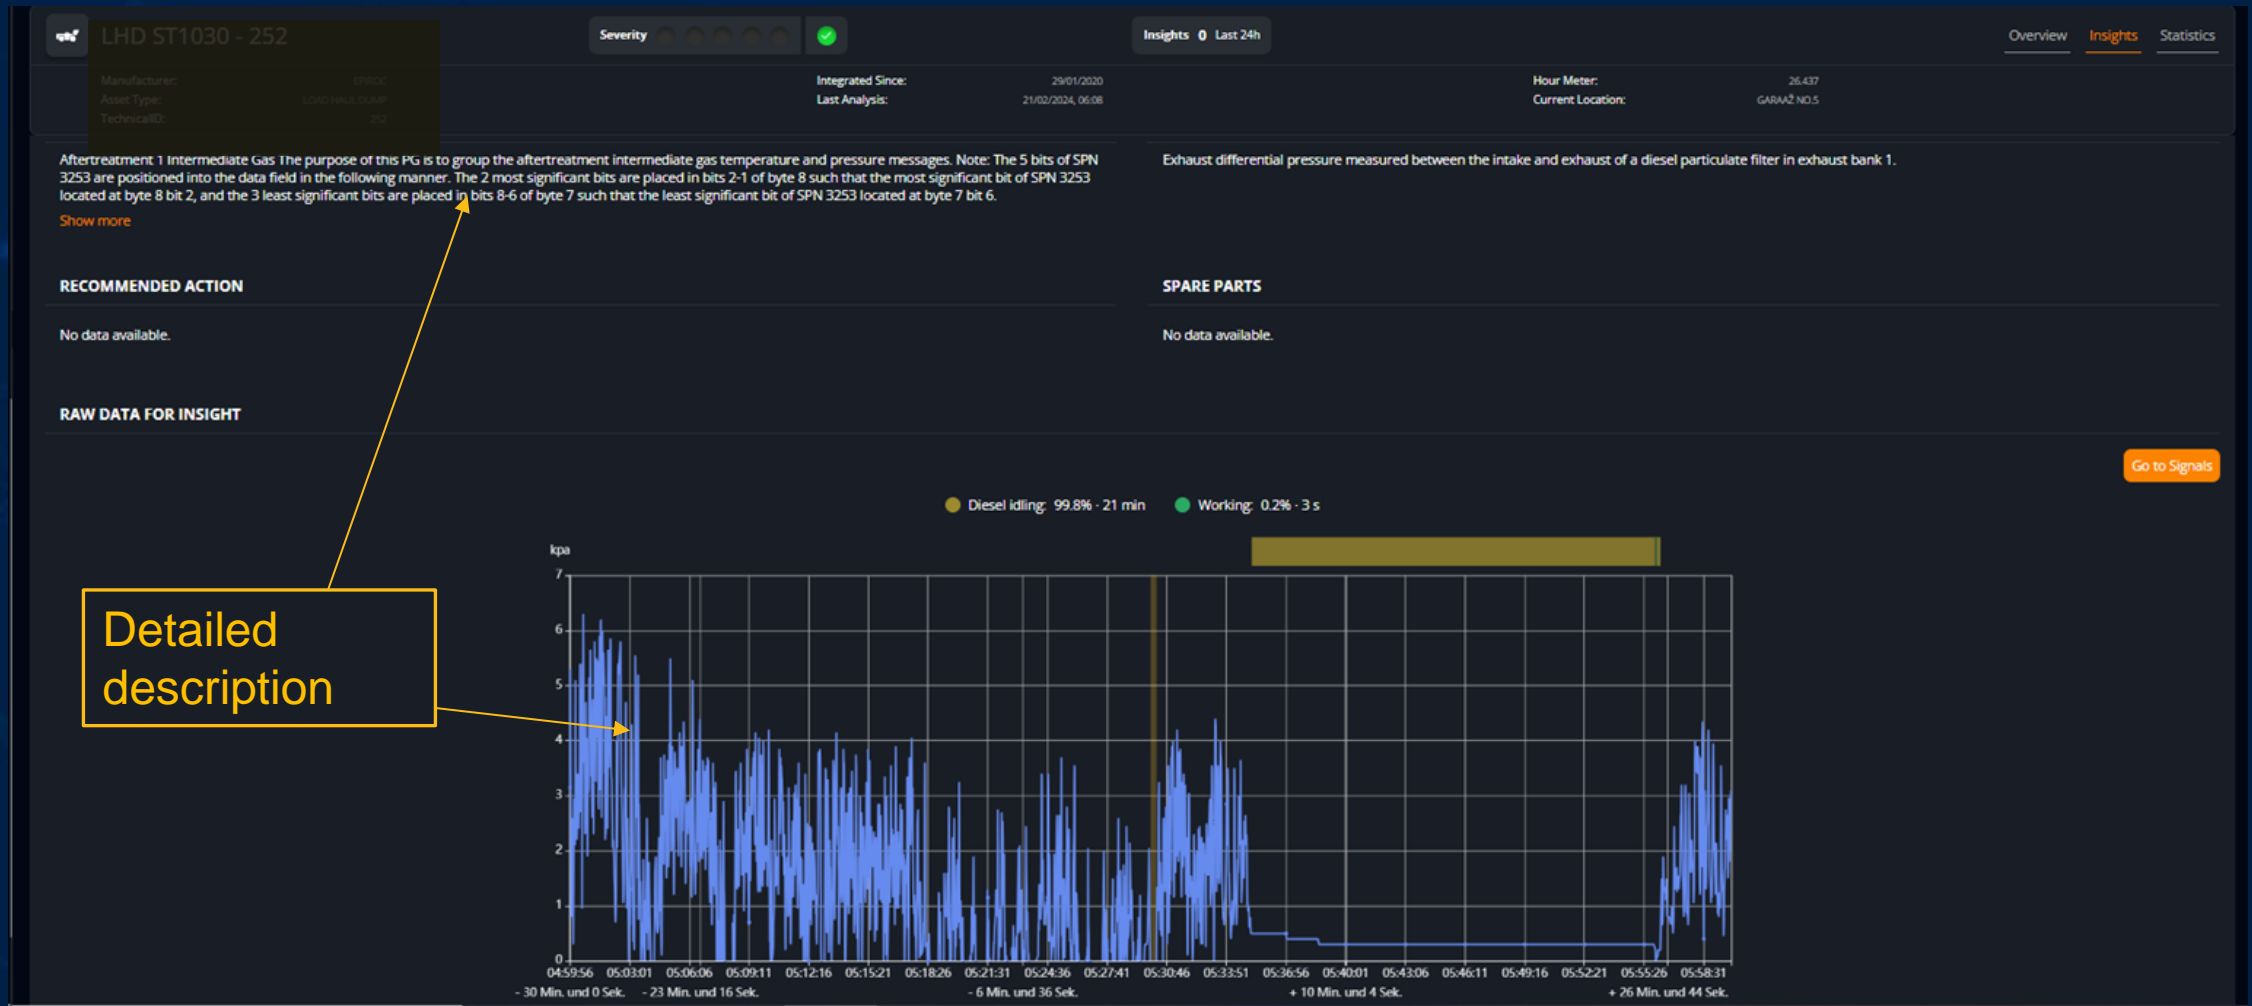 LHD ST1030 - 252
Severity
Insights 0 Last 24h
Overview Insights Statistics
Manufacturer: EPIROC
Asset Type: LOAD HAUL DUMP
TechnicalID: 252
Integrated Since: 29/01/2020
Last Analysis: 21/02/2024, 06:08
Hour Meter: 26.437
Current Location: GARAAŽ NO.5
Aftertreatment 1 Intermediate Gas The purpose of this PG is to group the aftertreatment intermediate gas temperature and pressure messages. Note: The 5 bits of SPN
3253 are positioned into the data field in the following manner. The 2 most significant bits are placed in bits 2-1 of byte 8 such that the most significant bit of SPN 3253
located at byte 8 bit 2, and the 3 least significant bits are placed in bits 8-6 of byte 7 such that the least significant bit of SPN 3253 located at byte 7 bit 6.
Show more
Exhaust differential pressure measured between the intake and exhaust of a diesel particulate filter in exhaust bank 1.
RECOMMENDED ACTION
No data available.
SPARE PARTS
No data available.
RAW DATA FOR INSIGHT
Go to Signals
Diesel idling: 99.8% - 21 min
Working: 0.2% - 3 s
Detailed
description
kpa
7
6
5
4
3
2
1
0
04:59:56 05:03:01 05:06:06 05:09:11 05:12:16 05:15:21 05:18:26 05:21:31 05:24:36 05:27:41 05:30:46 05:33:51 05:36:56 05:40:01 05:43:06 05:46:11 05:49:16 05:52:21 05:55:26 05:58:31
- 30 Min. und 0 Sek. - 23 Min. und 16 Sek. - 6 Min. und 36 Sek. + 10 Min. und 4 Sek. + 26 Min. und 44 Sek.